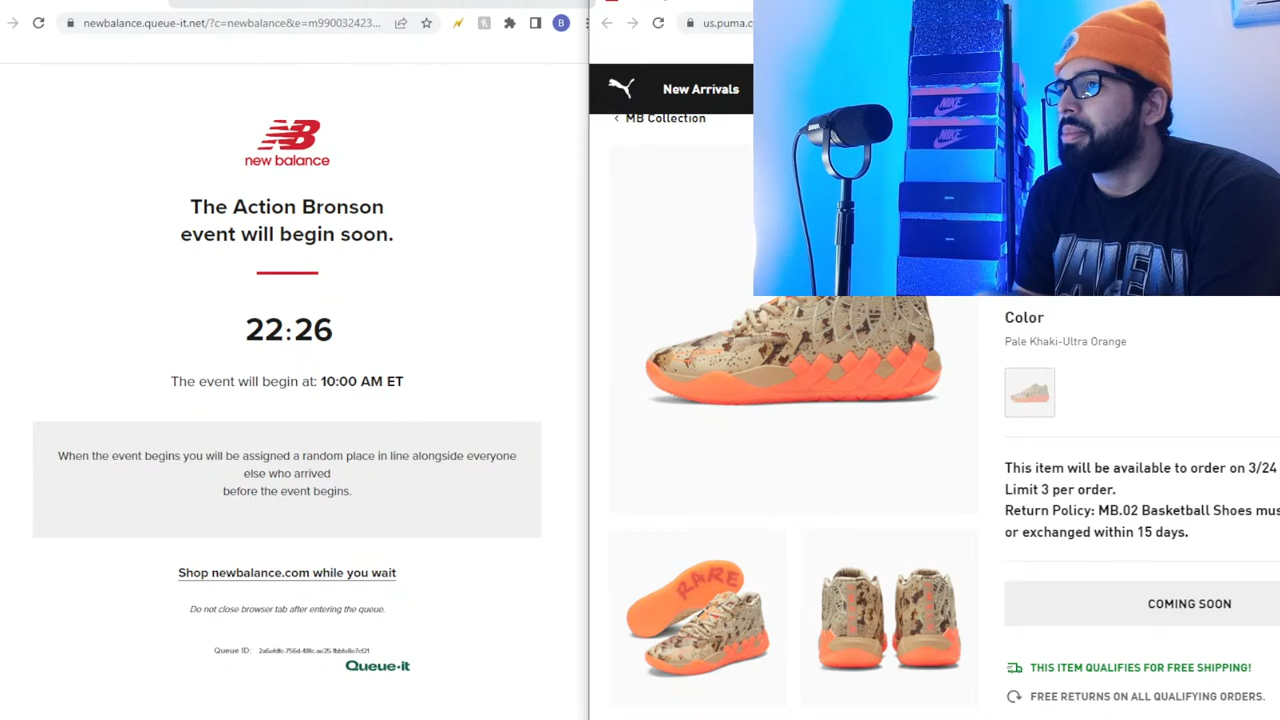 newbalance.queue-it.net/?c=newbalance&e=m990032423...
B
us.puma.c
New Arrivals
MB Collection
new balance
The Action Bronson
event will begin soon.
22:26
The event will begin at: 10:00 AM ET
When the event begins you will be assigned a random place in line alongside everyone
else who arrived
before the event begins.
Shop newbalance.com while you wait
Do not close browser tab after entering the queue.
Queue ID:
Queue-it
NIKE
NIKE
Color
Pale Khaki-Ultra Orange
This item will be available to order on 3/24
Limit 3 per order.
Return Policy: MB.02 Basketball Shoes mus
or exchanged within 15 days.
RARE
COMING SOON
THIS ITEM QUALIFIES FOR FREE SHIPPING!
FREE RETURNS ON ALL QUALIFYING ORDERS.